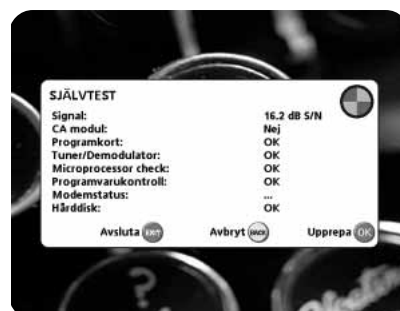 SJÄLVTEST
Signal: 16.2 dB S/N
CA modul: Nej
Programkort: OK
Tuner/Demodulator: OK
Microprocessor check: OK
Programvarukontroll: OK
Modemstatus: ...
Hårddisk: OK
Avsluta EXIT Avbryt BACK Upprepa OK
?